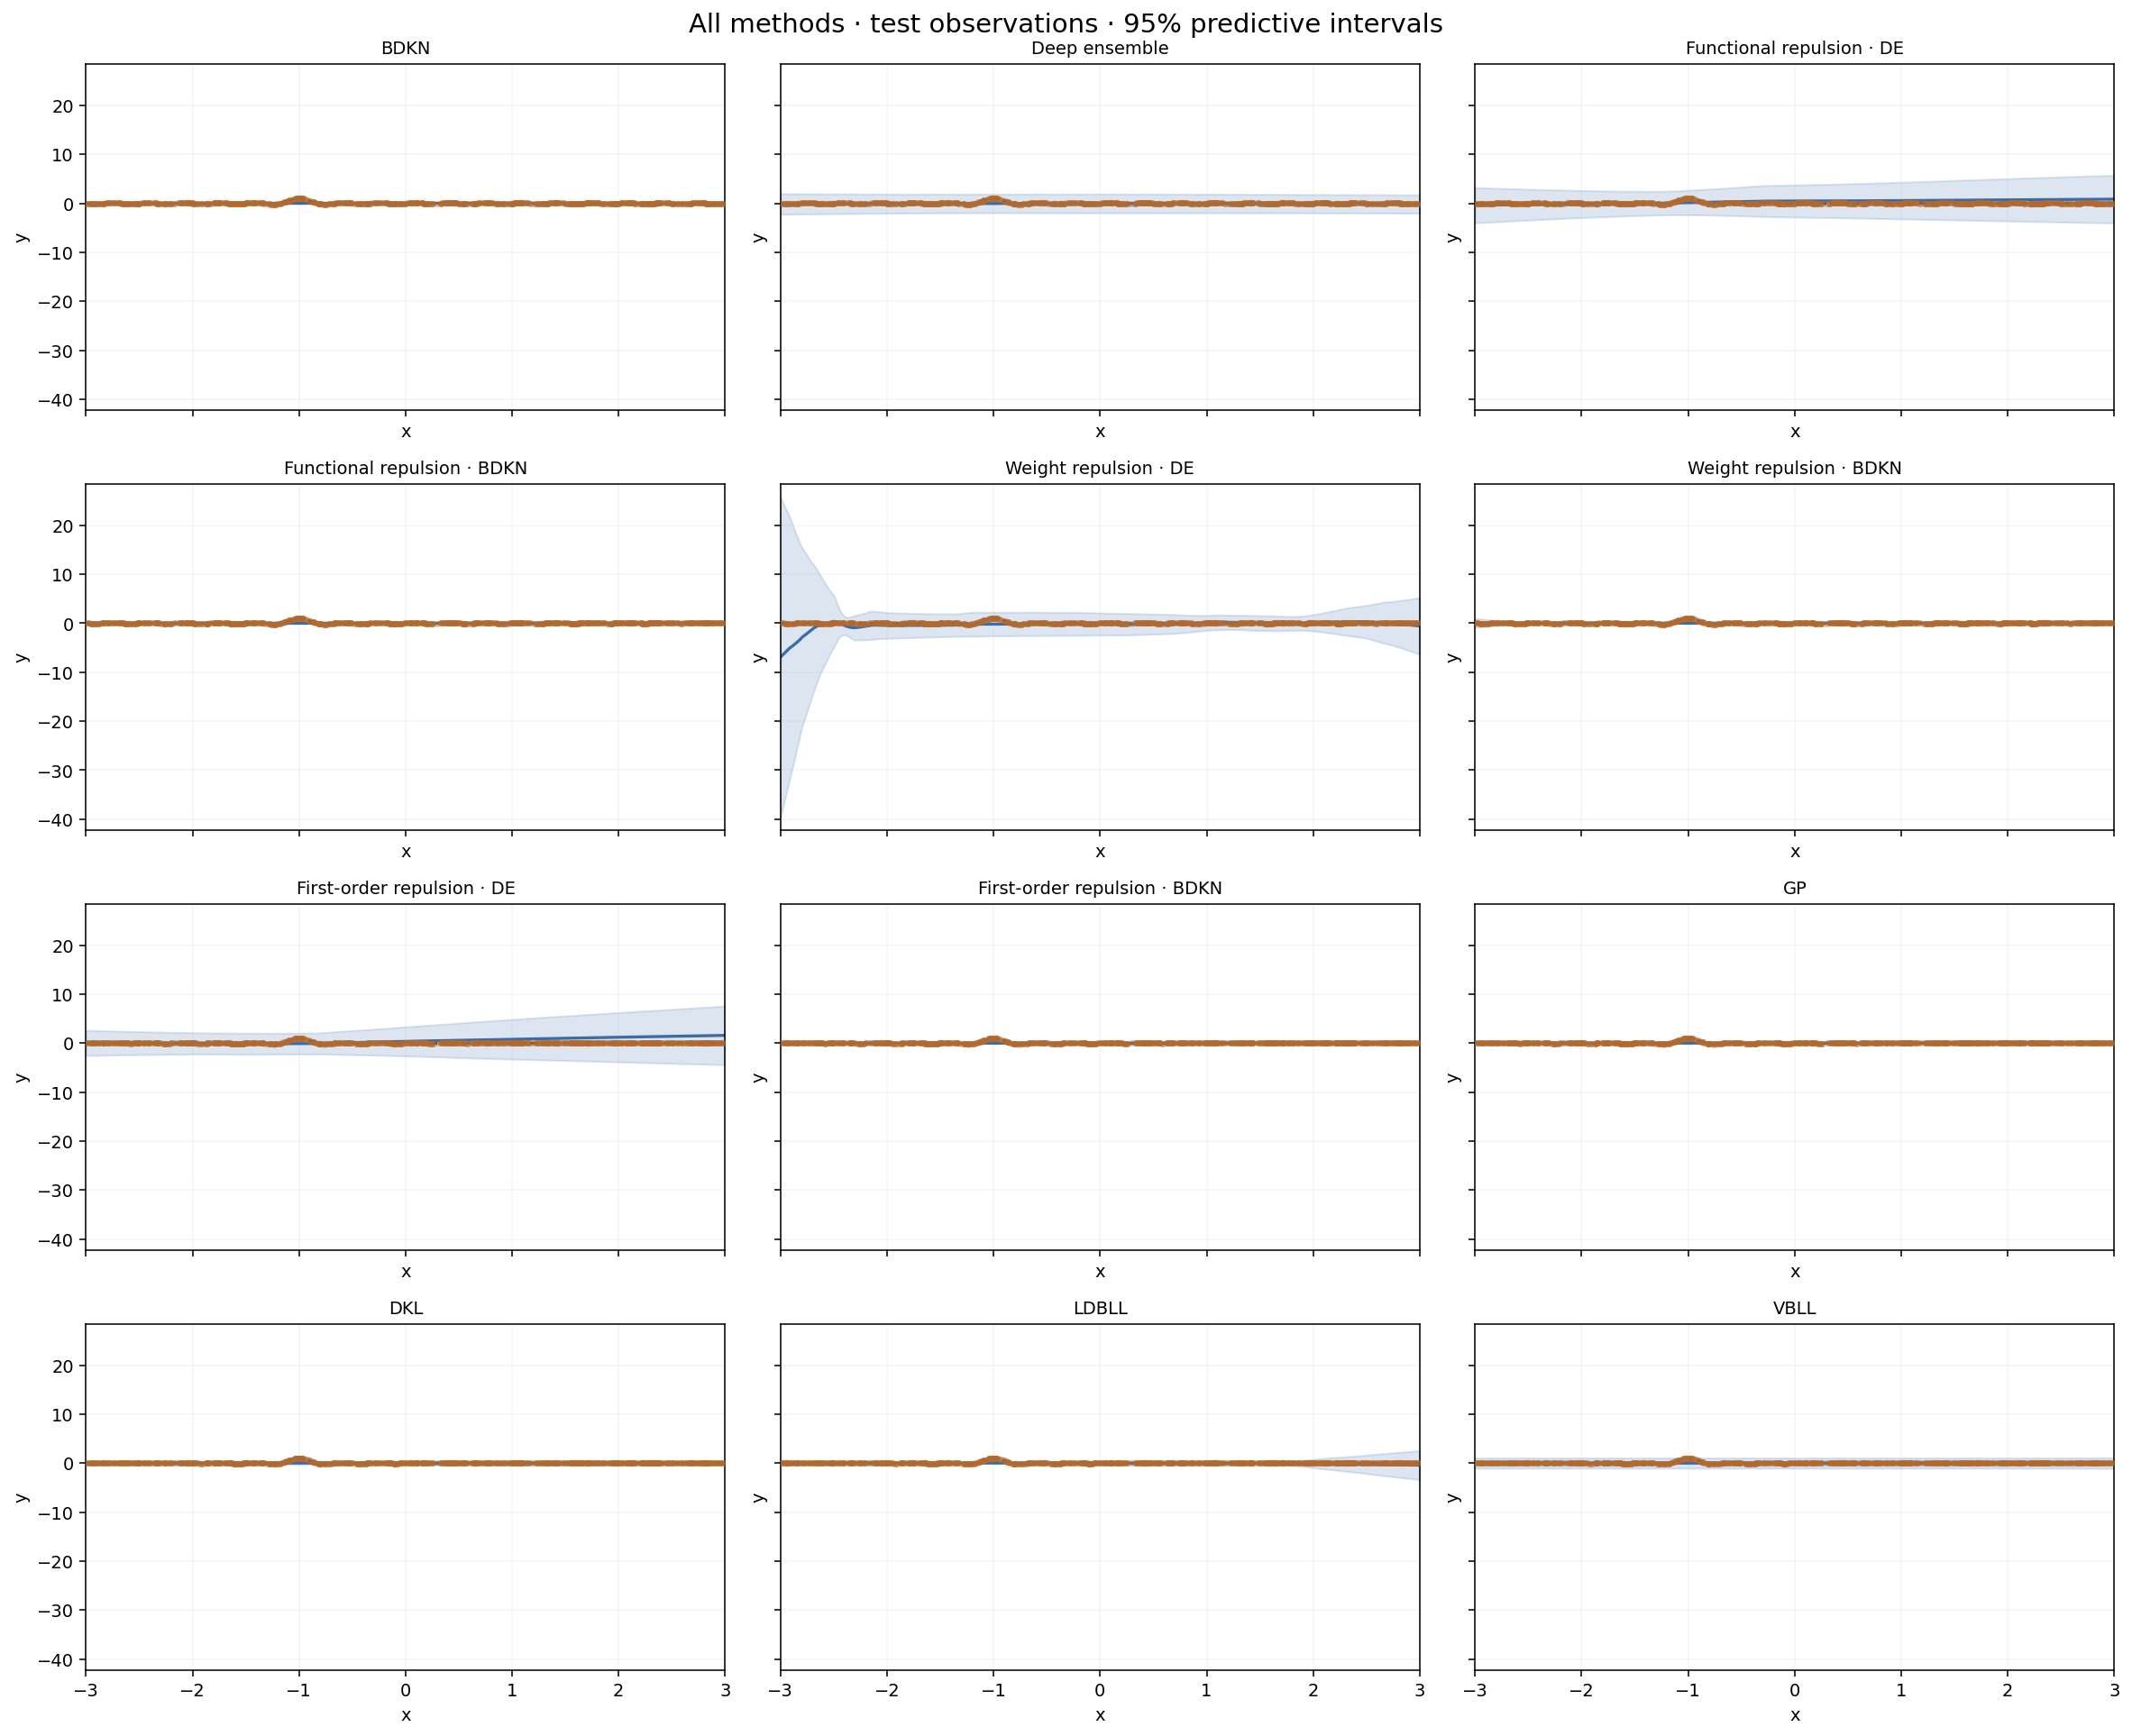 All methods · test observations · 95% predictive intervals
BDKN
Deep ensemble
Functional repulsion · DE
20
10
0
−10
−20
−30
−40
y
y
y
x
x
x
Functional repulsion · BDKN
Weight repulsion · DE
Weight repulsion · BDKN
20
10
0
−10
−20
−30
−40
y
y
y
x
x
x
First-order repulsion · DE
First-order repulsion · BDKN
GP
20
10
0
−10
−20
−30
−40
y
y
y
x
x
x
DKL
LDBLL
VBLL
20
10
0
−10
−20
−30
−40
y
y
y
−3 −2 −1 0 1 2 3
−3 −2 −1 0 1 2 3
−3 −2 −1 0 1 2 3
x
x
x